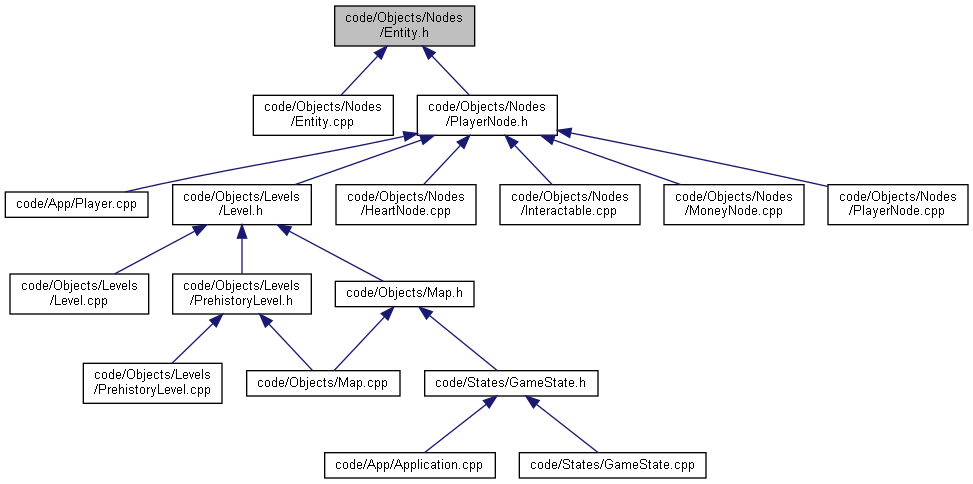 code/Objects/Nodes
/Entity.h
code/Objects/Nodes
/Entity.cpp
code/Objects/Nodes
/PlayerNode.h
code/App/Player.cpp
code/Objects/Levels
/Level.h
code/Objects/Nodes
/HeartNode.cpp
code/Objects/Nodes
/Interactable.cpp
code/Objects/Nodes
/MoneyNode.cpp
code/Objects/Nodes
/PlayerNode.cpp
code/Objects/Levels
/Level.cpp
code/Objects/Levels
/PrehistoryLevel.h
code/Objects/Map.h
code/Objects/Levels
/PrehistoryLevel.cpp
code/Objects/Map.cpp
code/States/GameState.h
code/App/Application.cpp
code/States/GameState.cpp